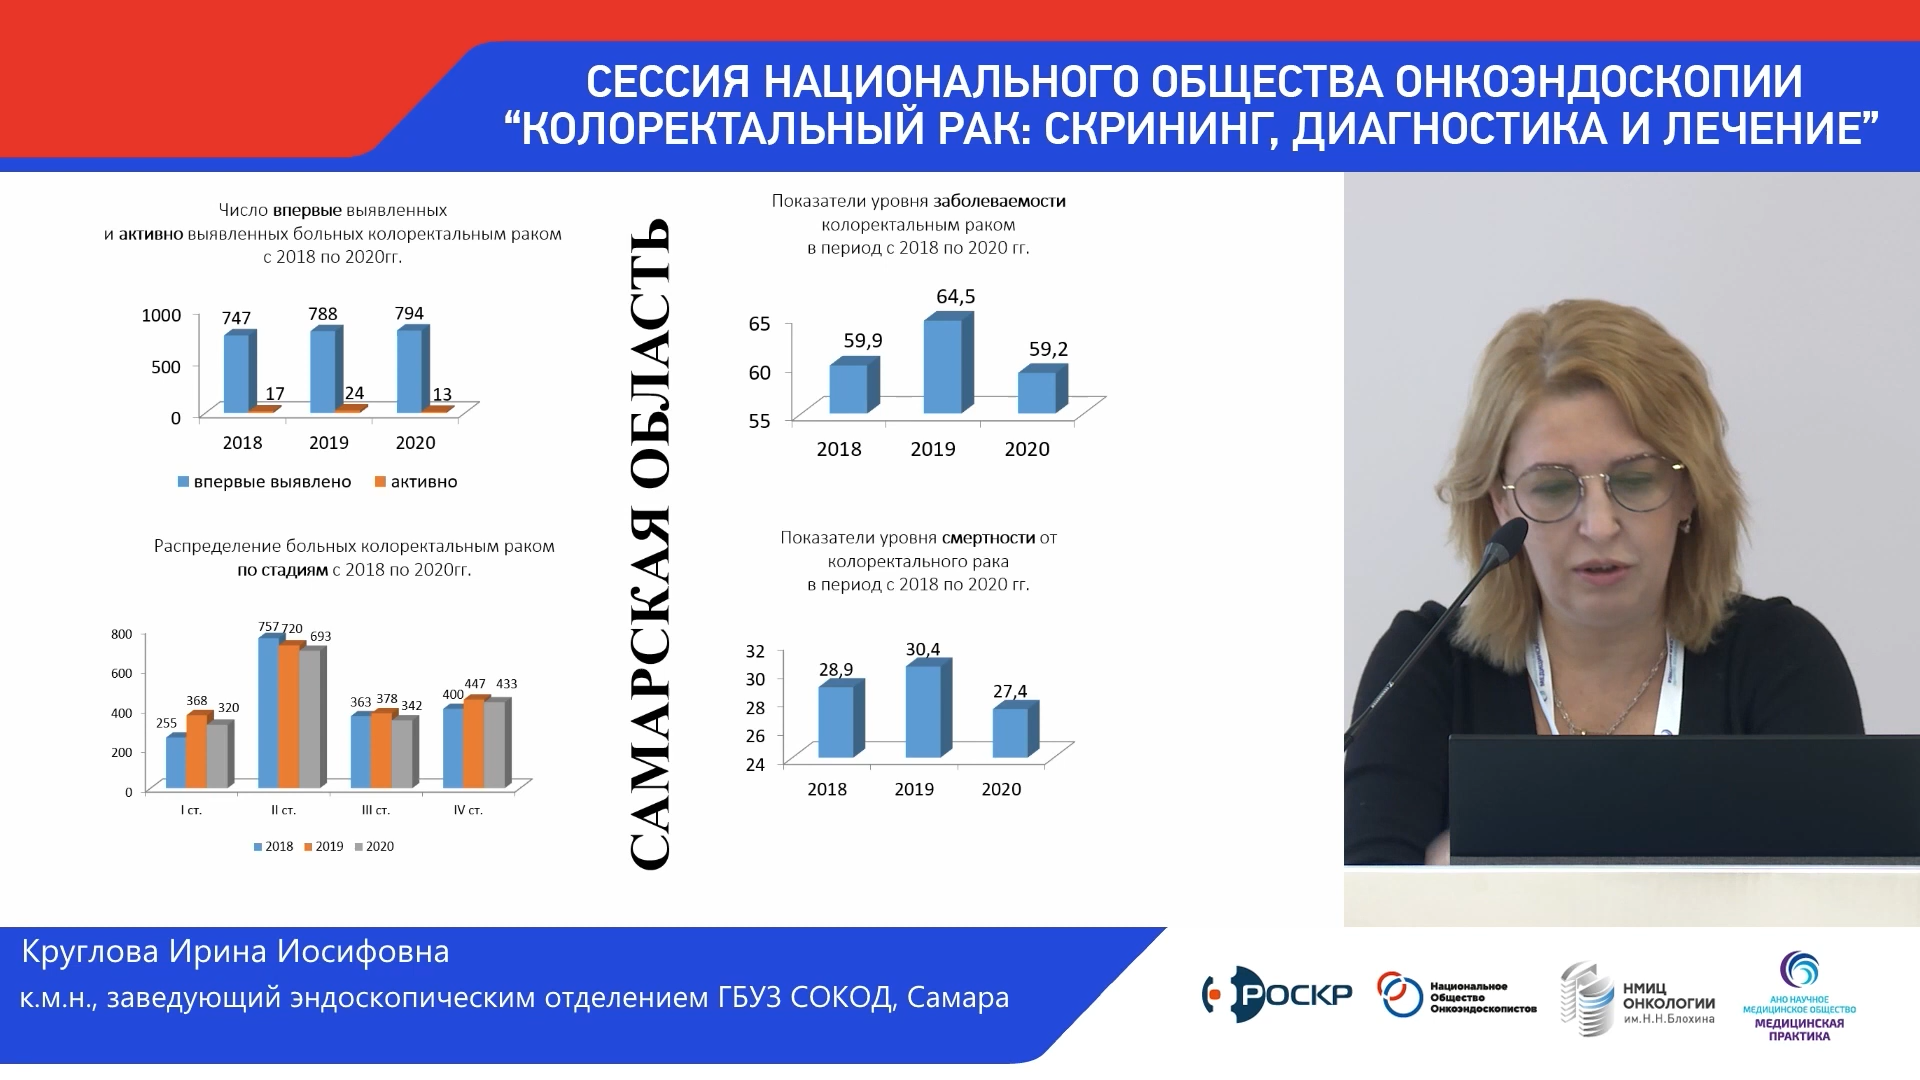 СЕССИЯ НАЦИОНАЛЬНОГО ОБЩЕСТВА ОНКОЭНДОСКОПИИ
“КОЛОРЕКТАЛЬНЫЙ РАК: СКРИНИНГ, ДИАГНОСТИКА И ЛЕЧЕНИЕ”
Число впервые выявленных
и активно выявленных больных колоректальным раком
с 2018 по 2020гг.
1000
500
0
747
788
794
17
24
13
2018 2019 2020
впервые выявлено активно
Распределение больных колоректальным раком
по стадиям с 2018 по 2020гг.
800
600
400
200
0
255 368 320
757 720 693
363 378 342
400 447 433
I ст. II ст. III ст. IV ст.
2018 2019 2020
САМАРСКАЯ ОБЛАСТЬ
Показатели уровня заболеваемости
колоректальным раком
в период с 2018 по 2020 гг.
65
60
55
59,9
64,5
59,2
2018 2019 2020
Показатели уровня смертности от
колоректального рака
в период с 2018 по 2020 гг.
32
30
28
26
24
28,9
30,4
27,4
2018 2019 2020
Круглова Ирина Иосифовна
к.м.н., заведующий эндоскопическим отделением ГБУЗ СОКОД, Самара
РОСКР
Национальное
Общество
Онкоэндоскопистов
НМИЦ
ОНКОЛОГИИ
им.Н.Н.Блохина
АНО НАУЧНОЕ
МЕДИЦИНСКОЕ ОБЩЕСТВО
МЕДИЦИНСКАЯ
ПРАКТИКА